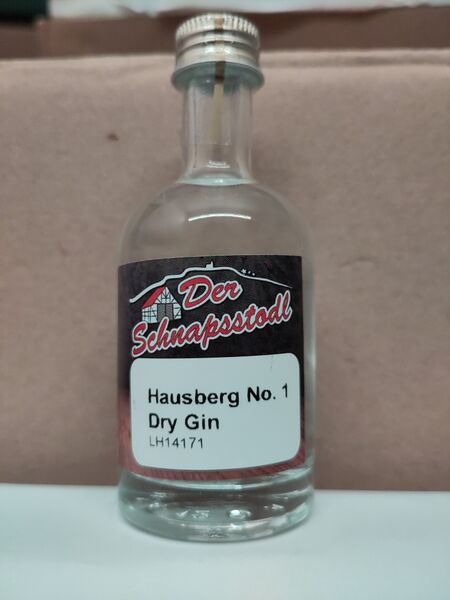 Der
Schnapsstodl
Hausberg No. 1
Dry Gin
LH14171